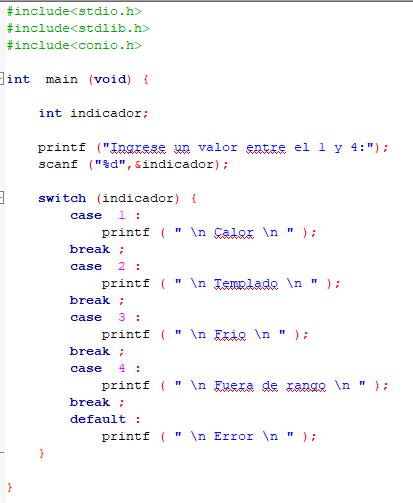 #include<stdio.h>
#include<stdlib.h>
#include<conio.h>
int  main (void) {
int indicador;
printf ("Ingrese un valor entre el 1 y 4:");
scanf ("%d",&indicador);
switch (indicador) {
case  1 :
printf ( " \n Calor \n " );
break ;
case  2 :
printf ( " \n Templado \n " );
break ;
case  3 :
printf ( " \n Frio \n " );
break ;
case  4 :
printf ( " \n Fuera de rango \n " );
break ;
default :
printf ( " \n Error \n " );
}
}